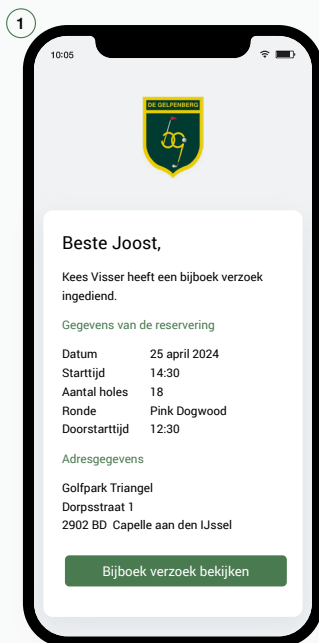 1
10:05
DE GELPENBERG
Beste Joost,
Kees Visser heeft een bijboek verzoek
ingediend.
Gegevens van de reservering
Datum 25 april 2024
Starttijd 14:30
Aantal holes 18
Ronde Pink Dogwood
Doorstarttijd 12:30
Adresgegevens
Golfpark Triangel
Dorpsstraat 1
2902 BD Capelle aan den IJssel
Bijboek verzoek bekijken